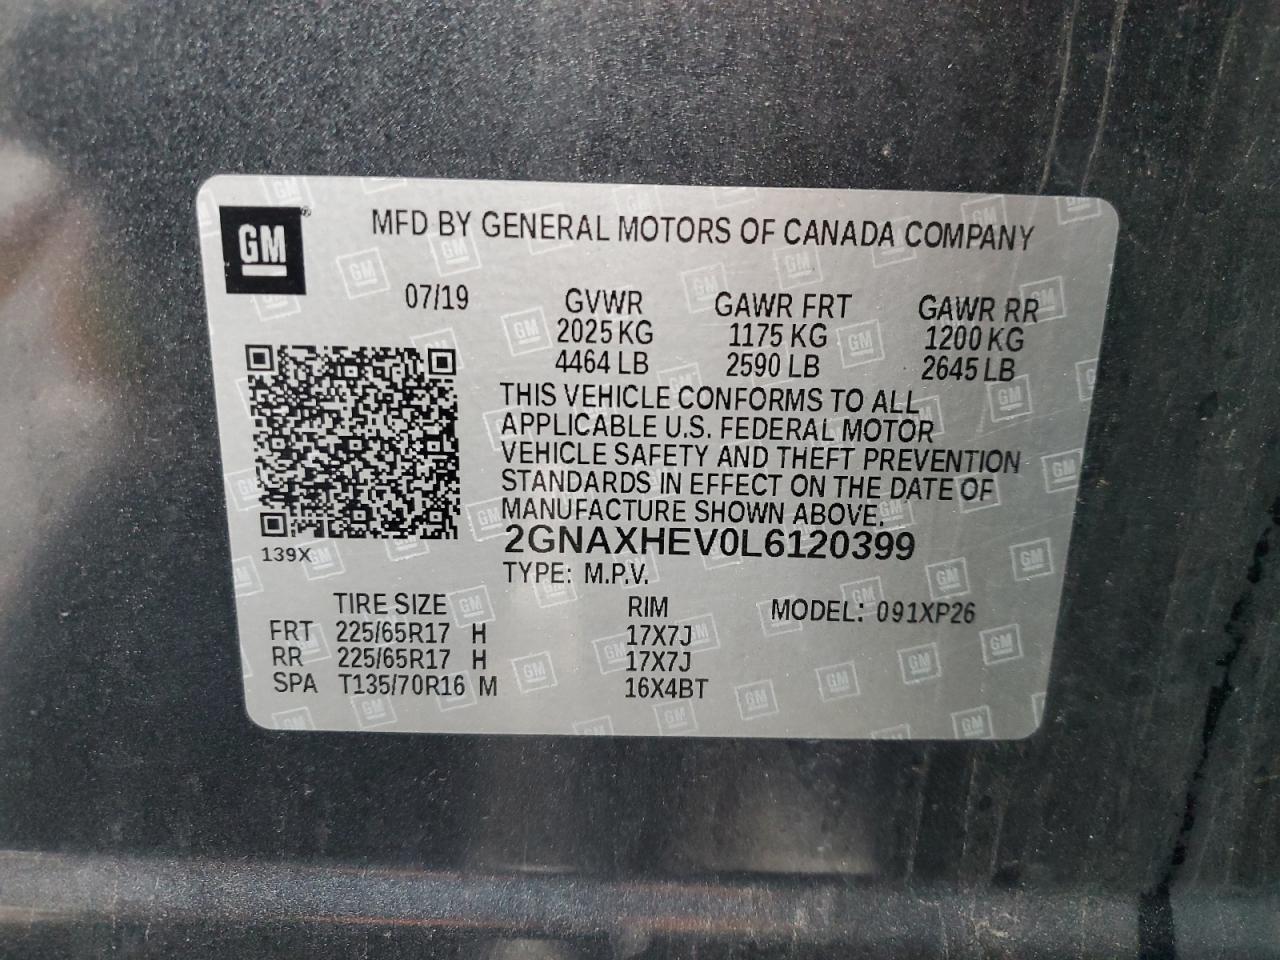 GM
MFD BY GENERAL MOTORS OF CANADA COMPANY
07/19
GVWR GAWR FRT GAWR RR
2025 KG 1175 KG 1200 KG
4464 LB 2590 LB 2645 LB
THIS VEHICLE CONFORMS TO ALL
APPLICABLE U.S. FEDERAL MOTOR
VEHICLE SAFETY AND THEFT PREVENTION
STANDARDS IN EFFECT ON THE DATE OF
MANUFACTURE SHOWN ABOVE.
2GNAXHEV0L6120399
139X
TYPE: M.P.V.
TIRE SIZE RIM MODEL: 091XP26
FRT 225/65R17 H 17X7J
RR 225/65R17 H 17X7J
SPA T135/70R16 M 16X4BT